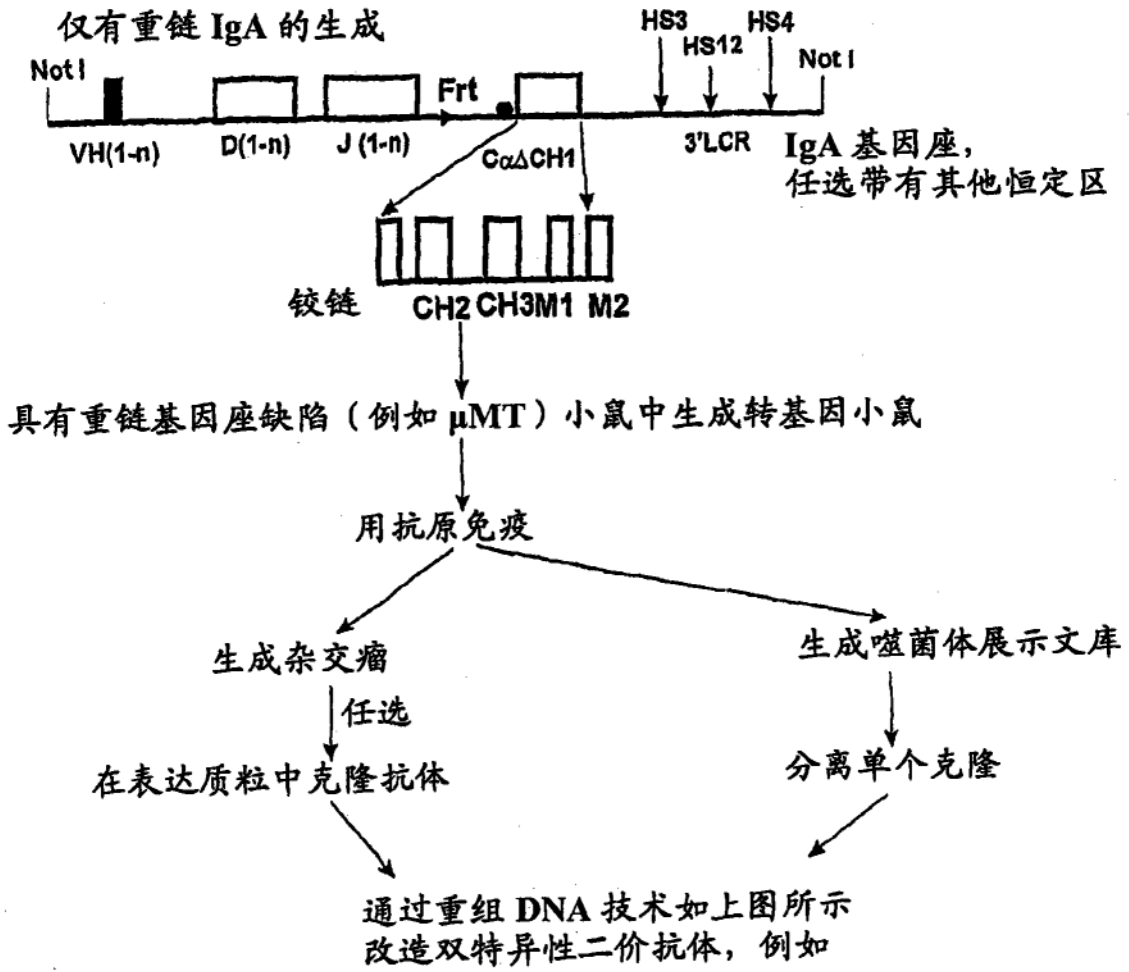 仅有重链 IgA 的生成
HS3
HS12
HS4
Not I
Not I
Frt
VH(1-n)
D(1-n)
J (1-n)
CαΔCH1
3'LCR
IgA 基因座,
任选带有其他恒定区
铰链
CH2
CH3
M1
M2
具有重链基因座缺陷(例如 μMT)小鼠中生成转基因小鼠
用抗原免疫
生成杂交瘤
生成噬菌体展示文库
任选
在表达质粒中克隆抗体
分离单个克隆
通过重组 DNA 技术如上图所示
改造双特异性二价抗体, 例如